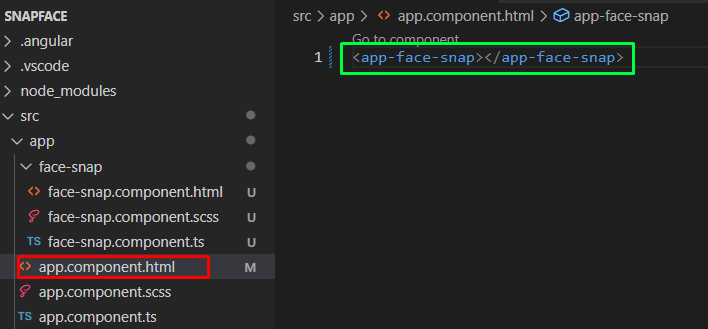 SNAPFACE
.angular
.vscode
node_modules
src
app
face-snap
<> face-snap.component.html U
face-snap.component.scss U
TS face-snap.component.ts U
<> app.component.html M
app.component.scss
TS app.component.ts
src > app > <> app.component.html > app-face-snap
Go to component
1 <app-face-snap></app-face-snap>